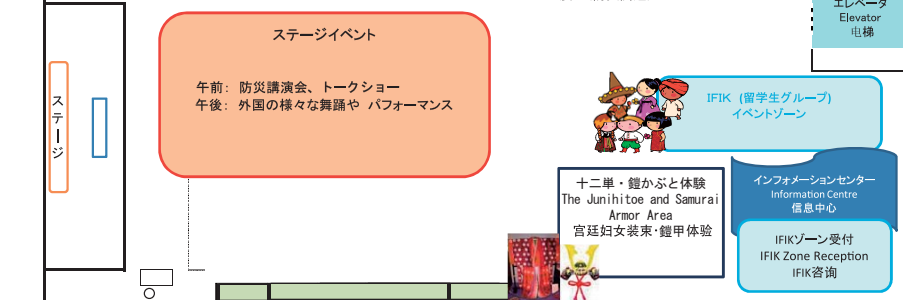 エレベータ
Elevator
电梯
ステージイベント
午前: 防災講演会、トークショー
午後: 外国の様々な舞踊や パフォーマンス
ステージ
IFIK (留学生グループ)
イベントゾーン
十二単・鎧かぶと体験
The Junihitoe and Samurai
Armor Area
宫廷妇女装束・鎧甲体验
インフォメーションセンター
Information Centre
信息中心
IFIKゾーン受付
IFIK Zone Reception
IFIK咨询